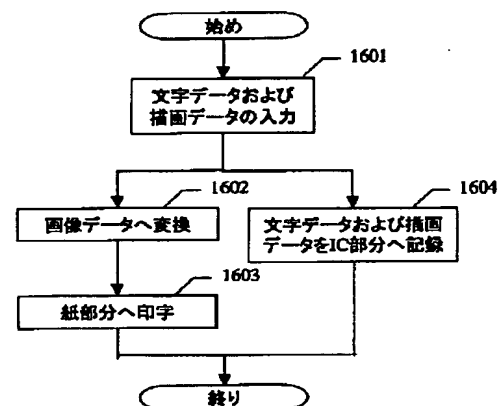 始め
1601
文字データおよび
描画データの入力
1602
画像データへ変換
1604
文字データおよび描画
データをIC部分へ記録
1603
紙部分へ印字
終り